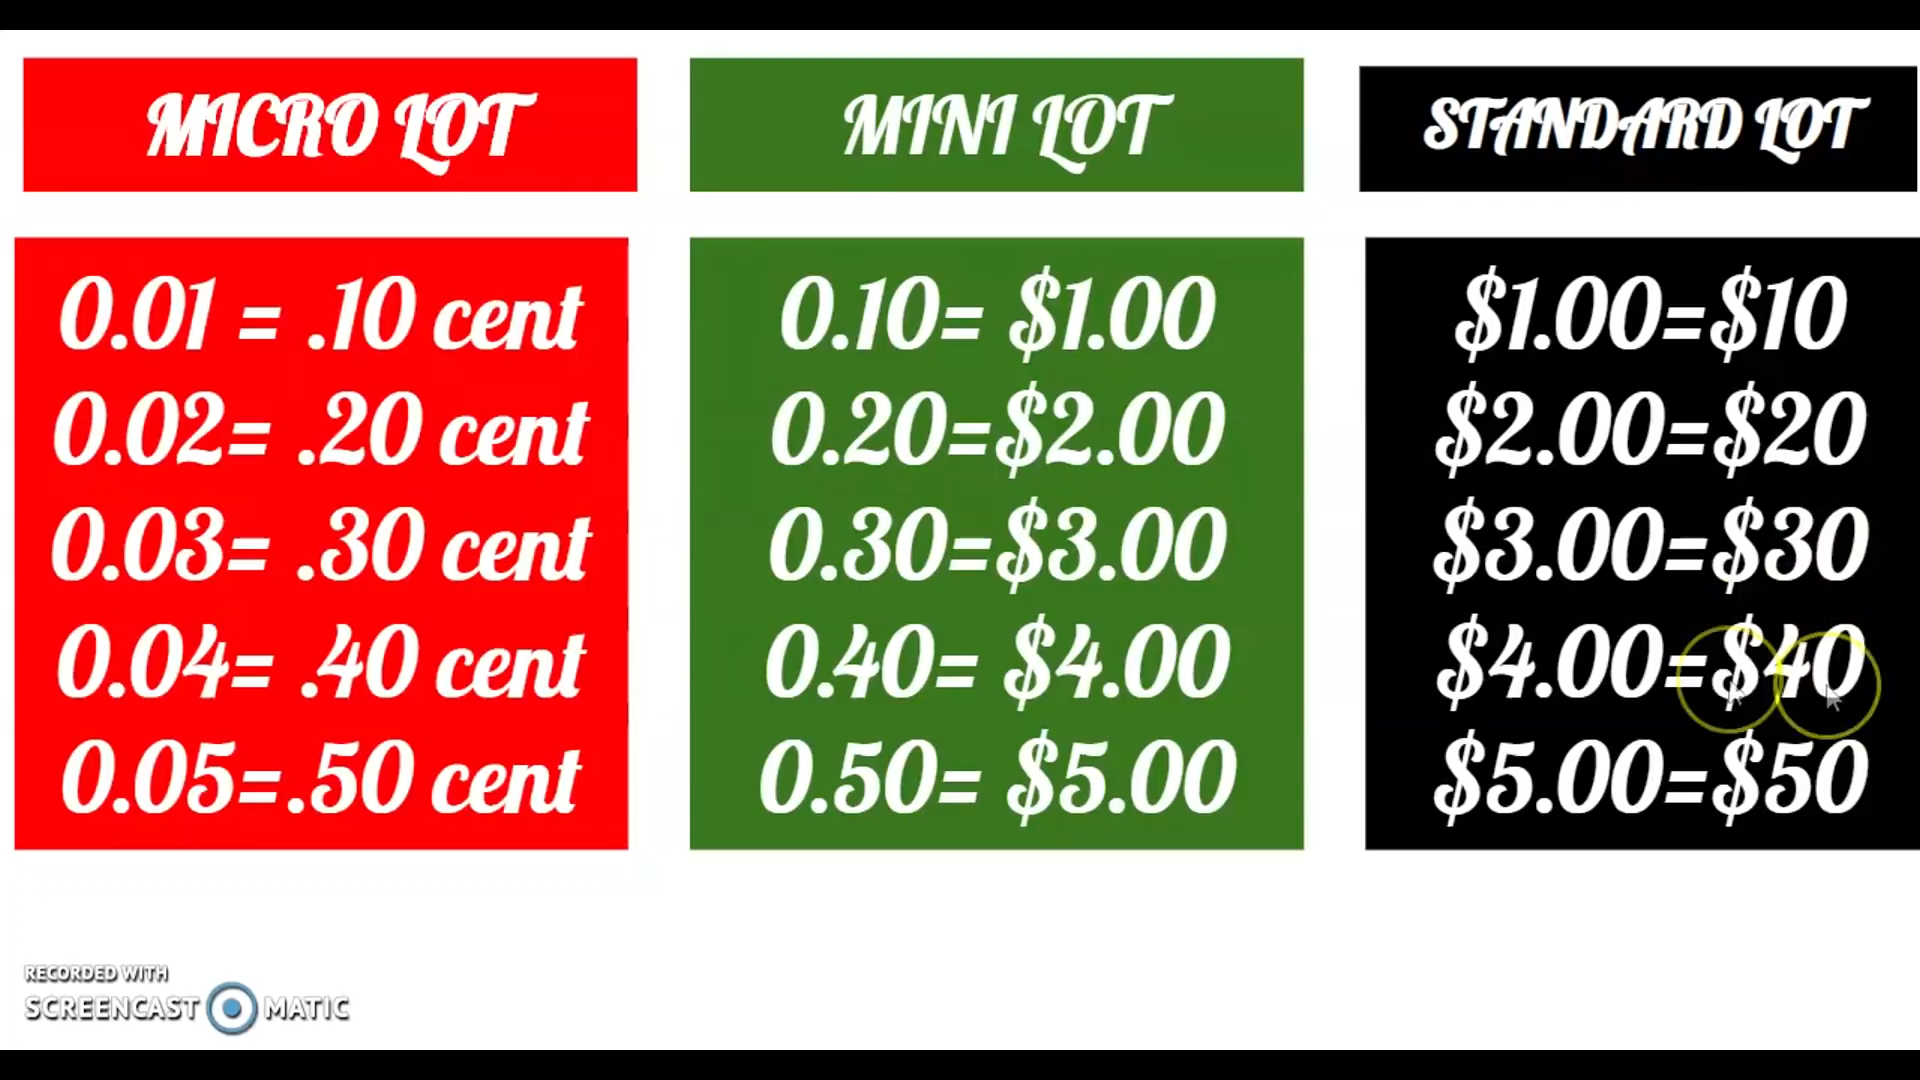 MICRO LOT
0.01 = .10 cent
0.02= .20 cent
0.03= .30 cent
0.04= .40 cent
0.05=.50 cent
MINI LOT
0.10= $1.00
0.20=$2.00
0.30=$3.00
0.40= $4.00
0.50= $5.00
STANDARD LOT
$1.00=$10
$2.00=$20
$3.00=$30
$4.00=$40
$5.00=$50
RECORDED WITH
SCREENCAST MATIC